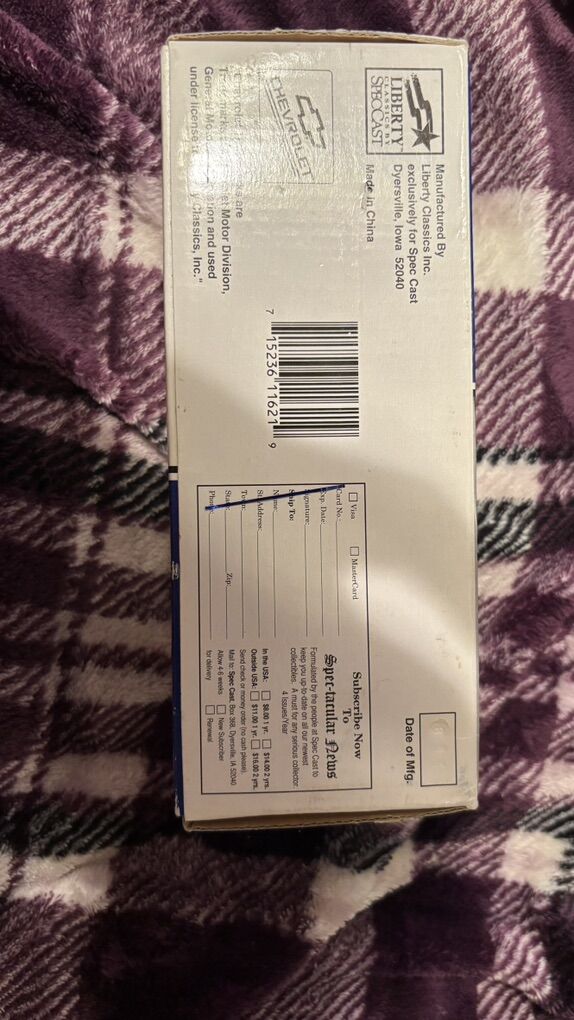 LIBERTY
CLASSICS BY
SPECCAST
Manufactured By
Liberty Classics Inc.
exclusively for Spec Cast
Dyersville, Iowa 52040
Made in China
CHEVROLET
are
Motor Division,
and used
under license
Classics, Inc."
7 15236 11621 9
Date of Mfg.
Visa MasterCard
Card No.:
Exp. Date:
Signature:
Ship To:
Name:
St. Address:
Town:
State: Zip:
Phone:
Subscribe Now
To
Spec-tacular News
Formulated by the people at Spec Cast to
keep you up-to-date on all our newest
collectibles. A must for any serious collector.
4 Issues/Year
In the USA: $8.00 1 yr. $14.00 2 yrs.
Outside USA: $11.00 1 yr. $16.00 2 yrs.
Send check or money order (no cash please).
Mail to: Spec Cast, Box 368, Dyersville, IA 52040
Allow 4-6 weeks New Subscriber
for delivery Renewal